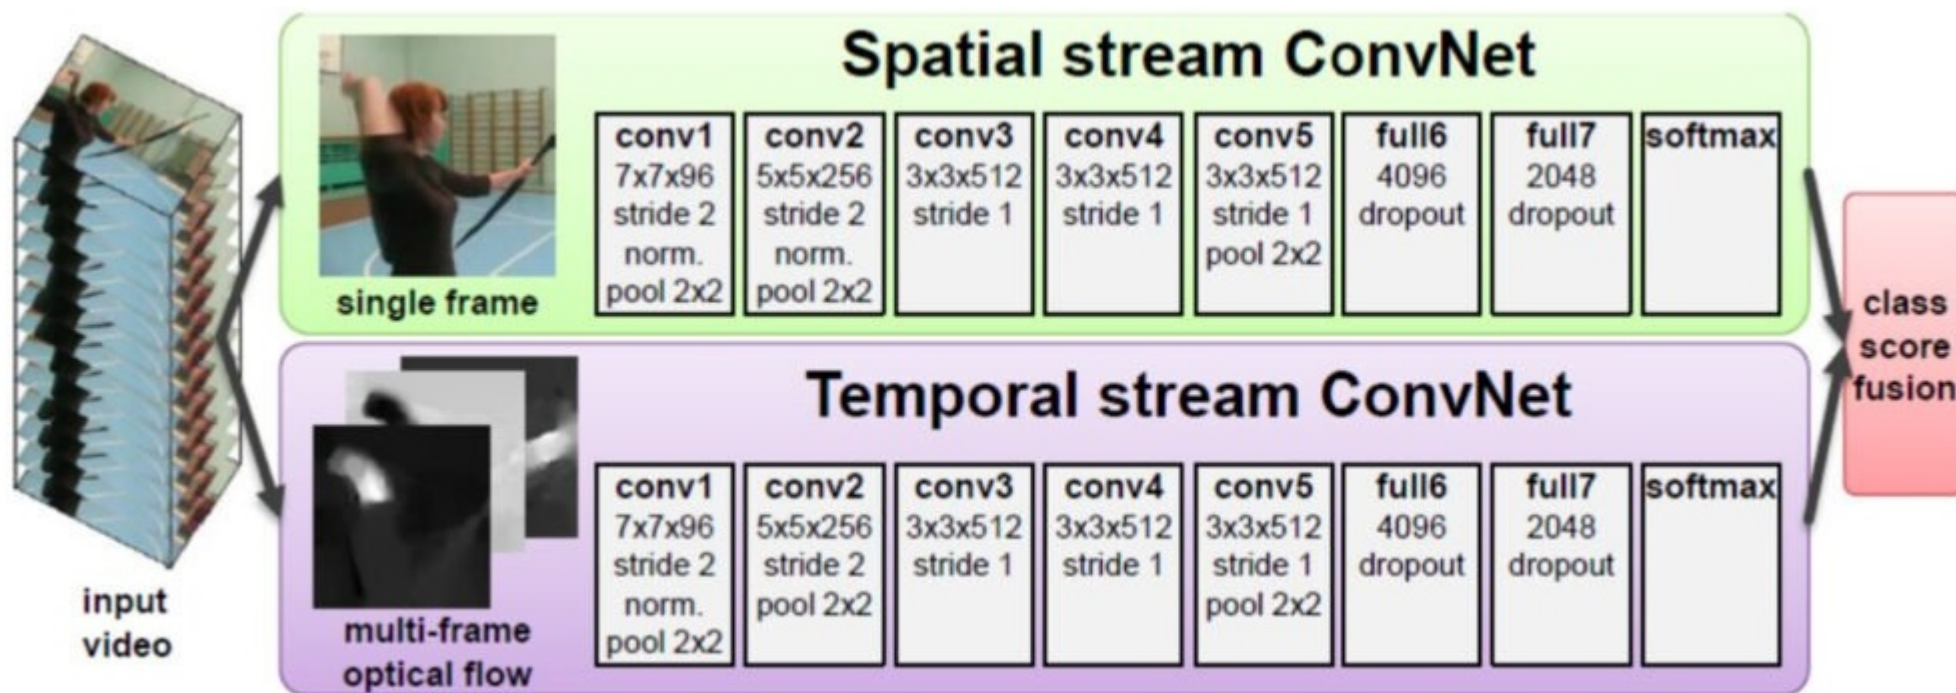 Spatial stream ConvNet
conv1
7x7x96
stride 2
norm.
pool 2x2
conv2
5x5x256
stride 2
norm.
pool 2x2
conv3
3x3x512
stride 1
conv4
3x3x512
stride 1
conv5
3x3x512
stride 1
pool 2x2
full6
4096
dropout
full7
2048
dropout
softmax
single frame
Temporal stream ConvNet
conv1
7x7x96
stride 2
norm.
pool 2x2
conv2
5x5x256
stride 2
pool 2x2
conv3
3x3x512
stride 1
conv4
3x3x512
stride 1
conv5
3x3x512
stride 1
pool 2x2
full6
4096
dropout
full7
2048
dropout
softmax
multi-frame
optical flow
input
video
class
score
fusion